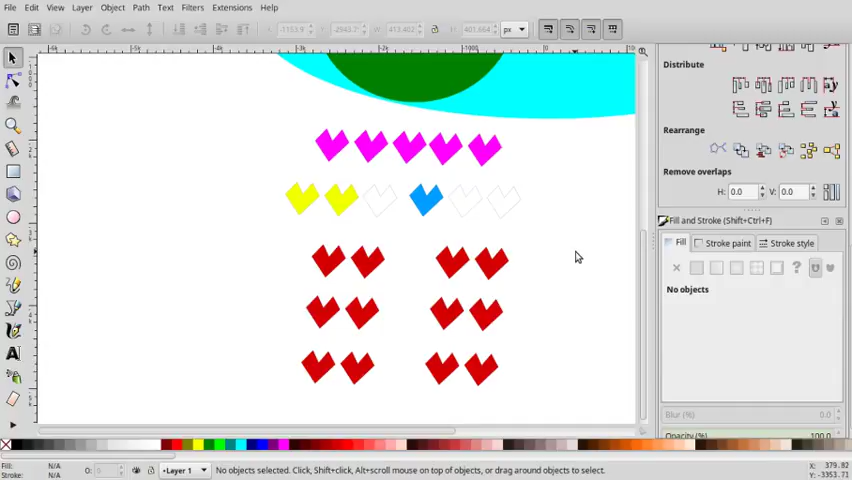 File Edit View Layer Object Path Text Filters Extensions Help
px
Distribute
Rearrange
Remove overlaps
H: 0.0 V: 0.0
Fill and Stroke (Shift+Ctrl+F)
Fill Stroke paint Stroke style
No objects
Blur (%) 0.0
Opacity (%) 100.0
Fill: N/A
Stroke: N/A
O:
Layer 1
No objects selected. Click, Shift+click, Alt+scroll mouse on top of objects, or drag around objects to select.
X: 379.82
Y: -3353.71